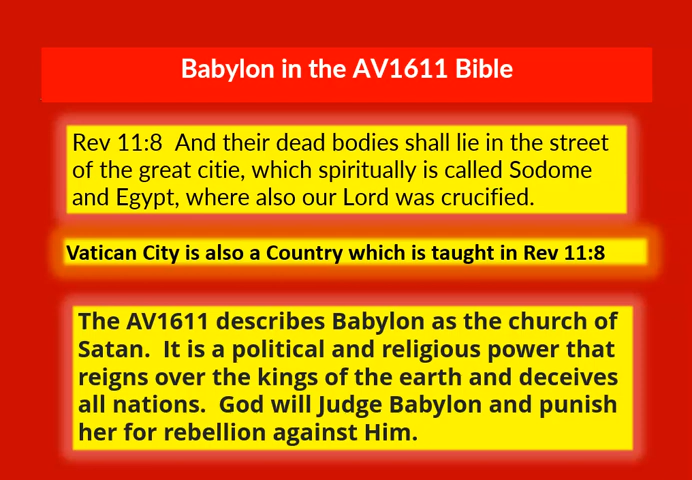 Babylon in the AV1611 Bible
Rev 11:8  And their dead bodies shall lie in the street
of the great citie, which spiritually is called Sodome
and Egypt, where also our Lord was crucified.
Vatican City is also a Country which is taught in Rev 11:8
The AV1611 describes Babylon as the church of
Satan.  It is a political and religious power that
reigns over the kings of the earth and deceives
all nations.  God will Judge Babylon and punish
her for rebellion against Him.